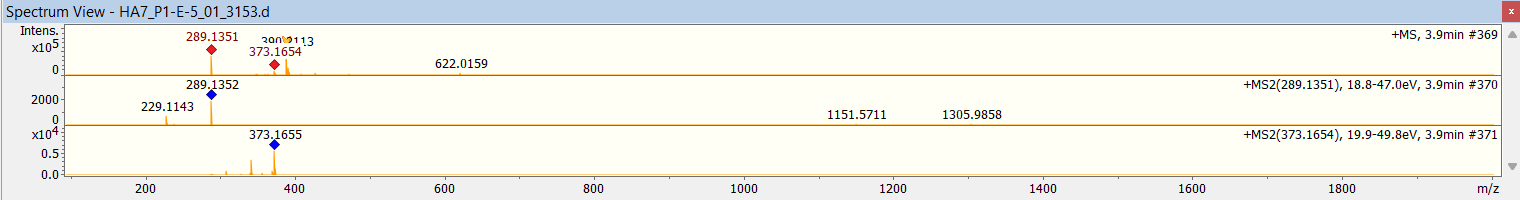 Spectrum View - HA7_P1-E-5_01_3153.d
x
Intens.
x10^5
0
289.1351
373.1654
622.0159
+MS, 3.9min #369
2000
0
229.1143
289.1352
1151.5711
1305.9858
+MS2(289.1351), 18.8-47.0eV, 3.9min #370
x10^4
0.5
0.0
373.1655
+MS2(373.1654), 19.9-49.8eV, 3.9min #371
200 400 600 800 1000 1200 1400 1600 1800 m/z